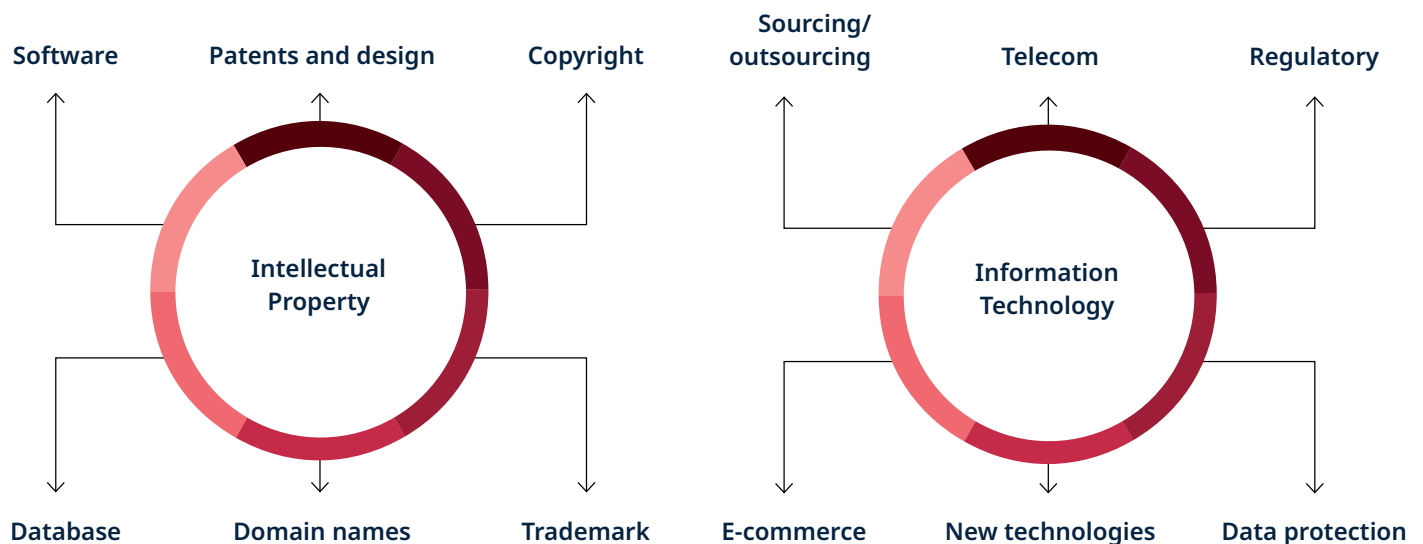 Software
Patents and design
Copyright
Intellectual
Property
Database
Domain names
Trademark
Sourcing/
outsourcing
Telecom
Regulatory
Information
Technology
E-commerce
New technologies
Data protection